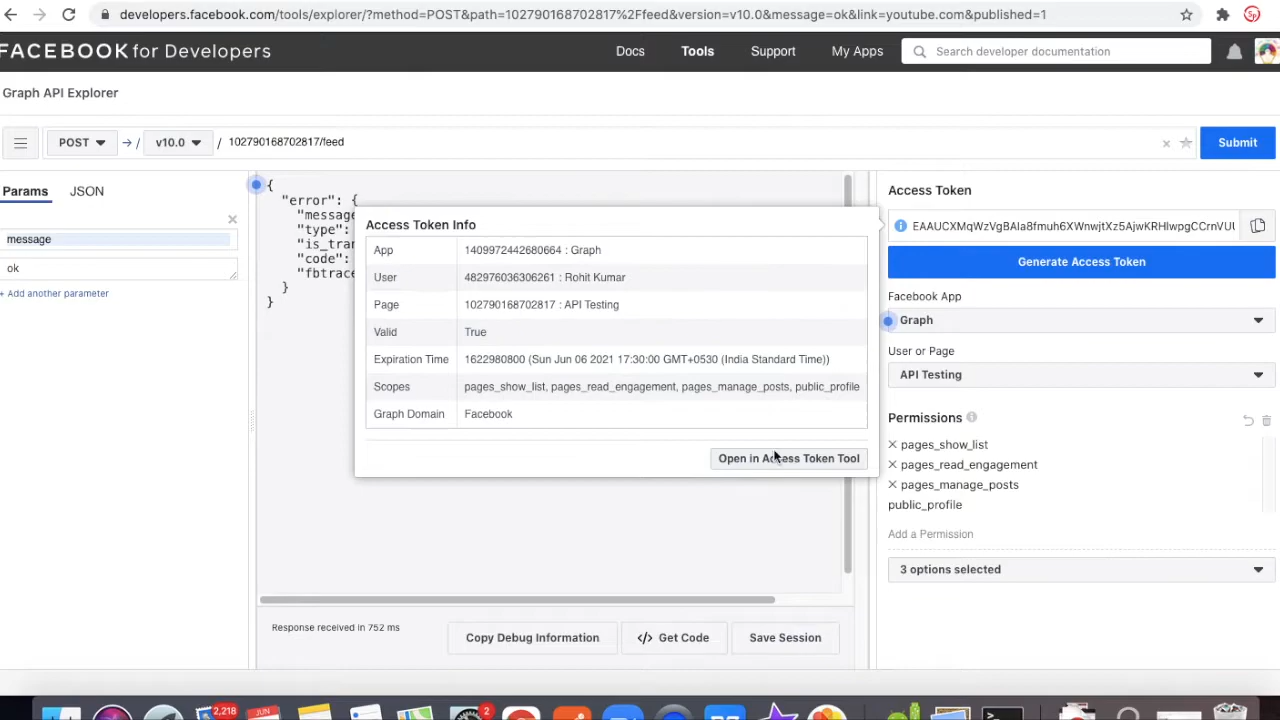 developers.facebook.com/tools/explorer/?method=POST&path=102790168702817%2Ffeed&version=v10.0&message=ok&link=youtube.com&published=1
FACEBOOK for Developers
Docs
Tools
Support
My Apps
Search developer documentation
Graph API Explorer
POST
→ /
v10.0
/ 102790168702817/feed
Submit
Params
JSON
message
ok
+ Add another parameter
{
"error": {
"message
"type":
"is_tran
"code":
"fbtrace
}
}
Access Token Info
App 1409972442680664 : Graph
User 482976036306261 : Rohit Kumar
Page 102790168702817 : API Testing
Valid True
Expiration Time 1622980800 (Sun Jun 06 2021 17:30:00 GMT+0530 (India Standard Time))
Scopes pages_show_list, pages_read_engagement, pages_manage_posts, public_profile
Graph Domain Facebook
Open in Access Token Tool
Response received in 752 ms
Copy Debug Information
</> Get Code
Save Session
Access Token
Generate Access Token
Facebook App
Graph
User or Page
API Testing
Permissions
pages_show_list
pages_read_engagement
pages_manage_posts
public_profile
Add a Permission
3 options selected
2,218
JUN
2